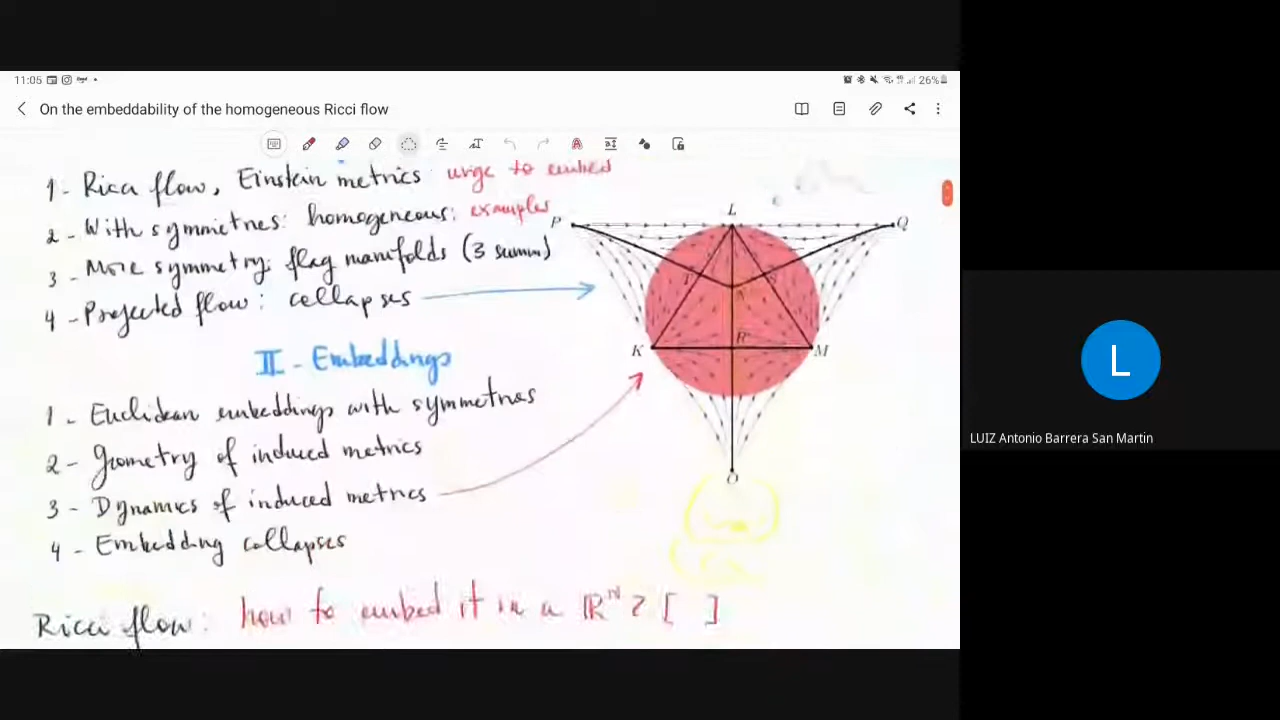 11:05
26%
On the embeddability of the homogeneous Ricci flow
1 - Ricci flow, Einstein metrics urge to embed
2 - With symmetries: homogeneous: examples
3 - More symmetry: flag manifolds (3 summ)
4 - Projected flow: collapses
II - Embeddings
1 - Euclidean embeddings with symmetries
2 - Geometry of induced metrics
3 - Dynamics of induced metrics
4 - Embedding collapses
Ricci flow: how to embed it in a ℝᴺ? [ ]
P L Q
T S
N
K R M
O
L
LUIZ Antonio Barrera San Martin